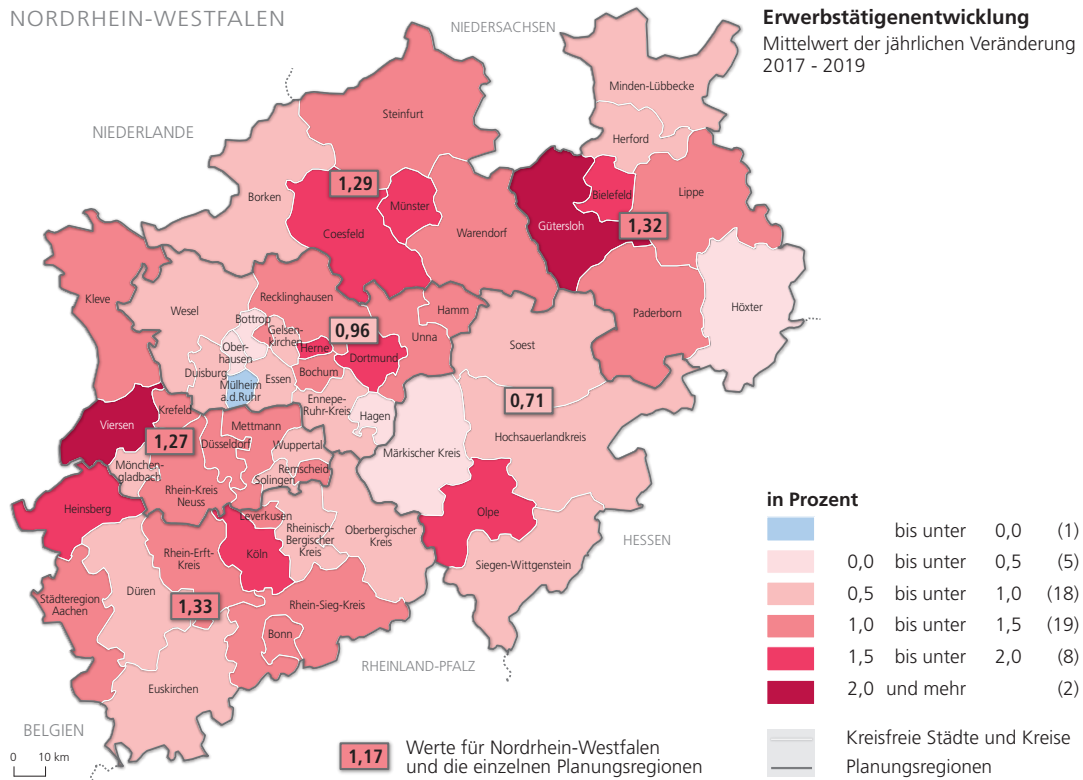 NORDRHEIN-WESTFALEN
NIEDERSACHSEN
Erwerbstätigenentwicklung
Mittelwert der jährlichen Veränderung
2017 - 2019
Minden-Lübbecke
Steinfurt
NIEDERLANDE
Herford
Borken
1,29
Münster
Bielefeld
Lippe
Coesfeld
Warendorf
Gütersloh
1,32
Kleve
Wesel
Recklinghausen
Hamm
Paderborn
Höxter
Bottrop
Gelsen-
kirchen
0,96
Unna
Soest
Ober-
hausen
Herne
Dortmund
Duisburg
Mülheim
a.d.Ruhr
Essen
Bochum
Ennepe-
Ruhr-Kreis
Hagen
0,71
Viersen
Krefeld
1,27
Mettmann
Düsseldorf
Wuppertal
Märkischer Kreis
Hochsauerlandkreis
Mönchen-
gladbach
Remscheid
Solingen
Rhein-Kreis
Neuss
Heinsberg
Leverkusen
Olpe
Rhein-Erft-
Kreis
Köln
Rheinisch-
Bergischer
Kreis
Oberbergischer
Kreis
HESSEN
Siegen-Wittgenstein
Städteregion
Aachen
Düren
1,33
Rhein-Sieg-Kreis
Bonn
RHEINLAND-PFALZ
Euskirchen
BELGIEN
0 10 km
1,17
Werte für Nordrhein-Westfalen
und die einzelnen Planungsregionen
in Prozent
bis unter 0,0 (1)
0,0 bis unter 0,5 (5)
0,5 bis unter 1,0 (18)
1,0 bis unter 1,5 (19)
1,5 bis unter 2,0 (8)
2,0 und mehr (2)
Kreisfreie Städte und Kreise
Planungsregionen